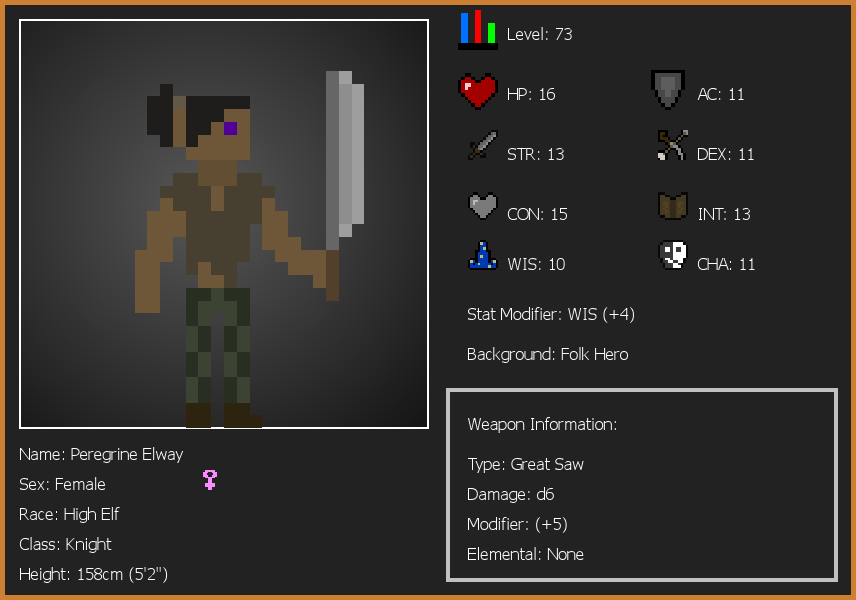 Level: 73
HP: 16
AC: 11
STR: 13
DEX: 11
CON: 15
INT: 13
WIS: 10
CHA: 11
Stat Modifier: WIS (+4)
Background: Folk Hero
Weapon Information:
Type: Great Saw
Damage: d6
Modifier: (+5)
Elemental: None
Name: Peregrine Elway
Sex: Female
Race: High Elf
Class: Knight
Height: 158cm (5'2")